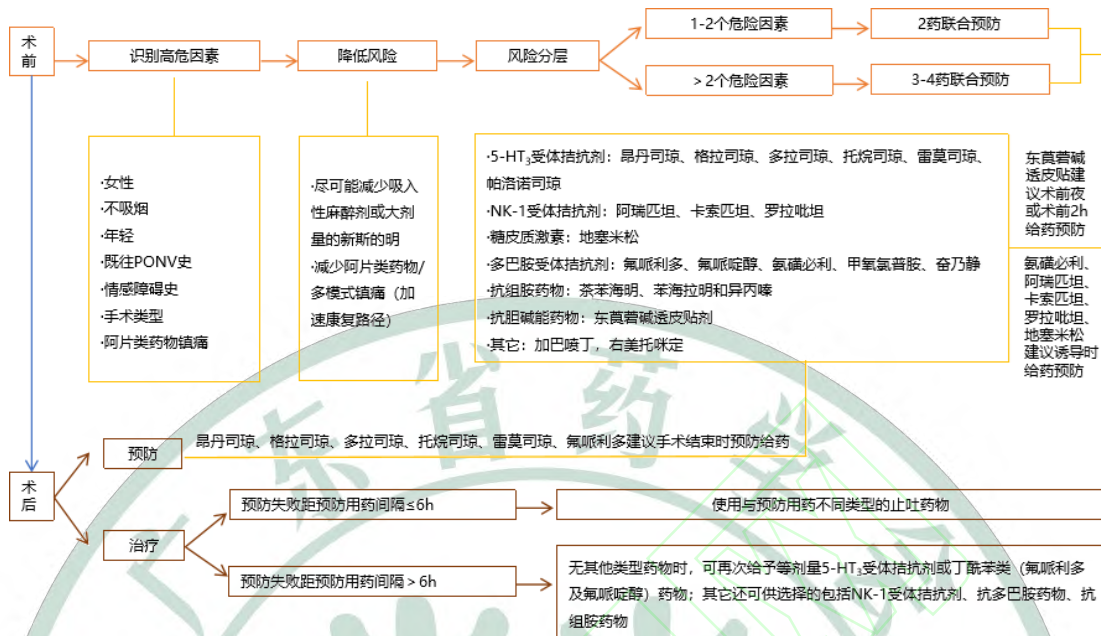 术
前
识别高危因素
降低风险
风险分层
1-2个危险因素
2药联合预防
>2个危险因素
3-4药联合预防
·女性
·不吸烟
·年轻
·既往PONV史
·情感障碍史
·手术类型
·阿片类药物镇痛
·尽可能减少吸入
性麻醉剂或大剂
量的新斯的明
·减少阿片类药物/
多模式镇痛（加
速康复路径）
·5-HT₃受体拮抗剂：昂丹司琼、格拉司琼、多拉司琼、托烷司琼、雷莫司琼、
帕洛诺司琼
·NK-1受体拮抗剂：阿瑞匹坦、卡索匹坦、罗拉吡坦
·糖皮质激素：地塞米松
·多巴胺受体拮抗剂：氟哌利多、氟哌啶醇、氨磺必利、甲氧氯普胺、奋乃静
·抗组胺药物：茶苯海明、苯海拉明和异丙嗪
·抗胆碱能药物：东莨菪碱透皮贴剂
·其它：加巴喷丁，右美托咪定
东莨菪碱
透皮贴建
议术前夜
或术前2h
给药预防
氨磺必利、
阿瑞匹坦、
卡索匹坦、
罗拉吡坦、
地塞米松
建议诱导时
给药预防
术
后
预防
昂丹司琼、格拉司琼、多拉司琼、托烷司琼、雷莫司琼、氟哌利多建议手术结束时预防给药
治疗
预防失败距预防用药间隔≤6h
使用与预防用药不同类型的止吐药物
预防失败距预防用药间隔>6h
无其他类型药物时，可再次给予等剂量5-HT₃受体拮抗剂或丁酰苯类（氟哌利多
及氟哌啶醇）药物；其它还可供选择的包括NK-1受体拮抗剂、抗多巴胺药物、抗
组胺药物
广东省药学会